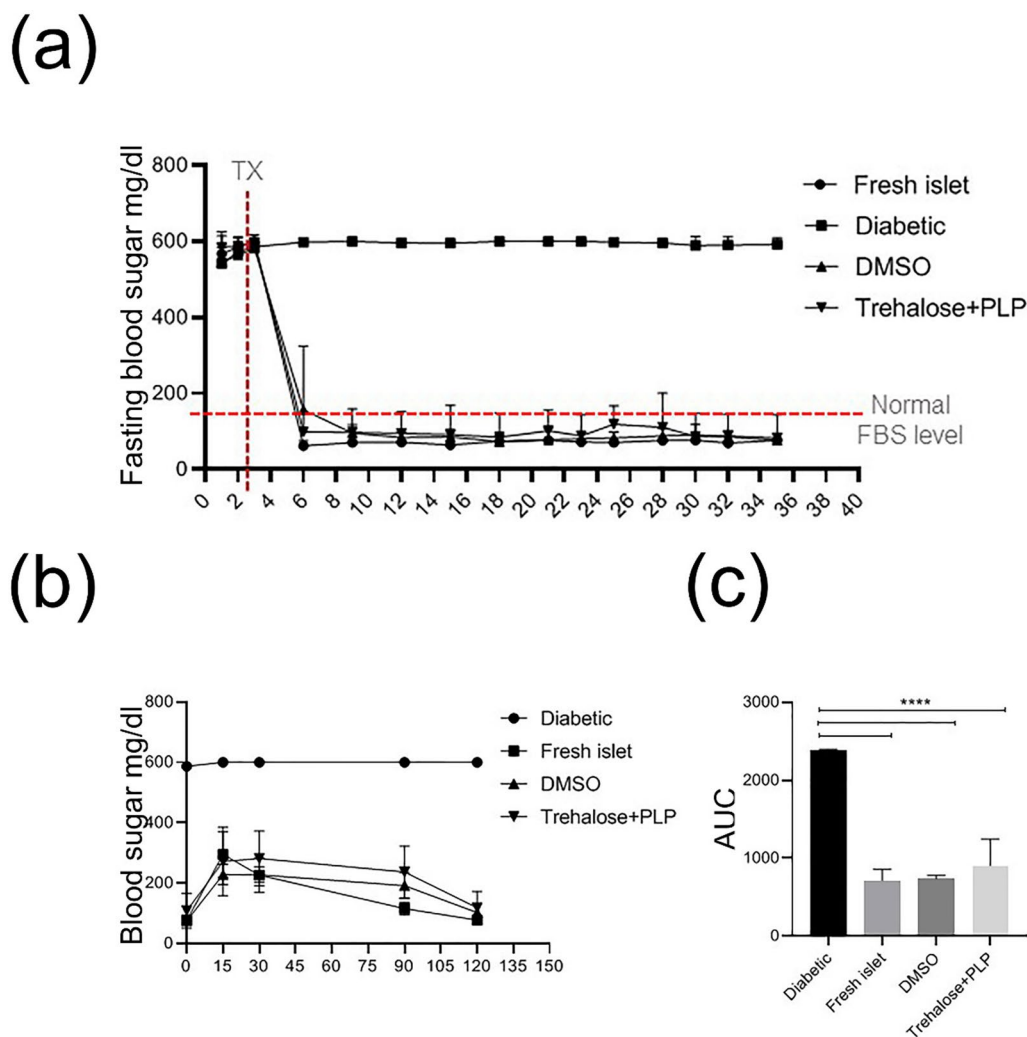 (a)
Fasting blood sugar mg/dl
800
600
400
200
0
TX
Fresh islet
Diabetic
DMSO
Trehalose+PLP
Normal
FBS level
0 2 4 6 8 10 12 14 16 18 20 22 24 26 28 30 32 34 36 38 40
(b)
Blood sugar mg/dl
800
600
400
200
0
Diabetic
Fresh islet
DMSO
Trehalose+PLP
0 15 30 45 60 75 90 105 120 135 150
(c)
AUC
3000
2000
1000
0
****
Diabetic
Fresh islet
DMSO
Trehalose+PLP